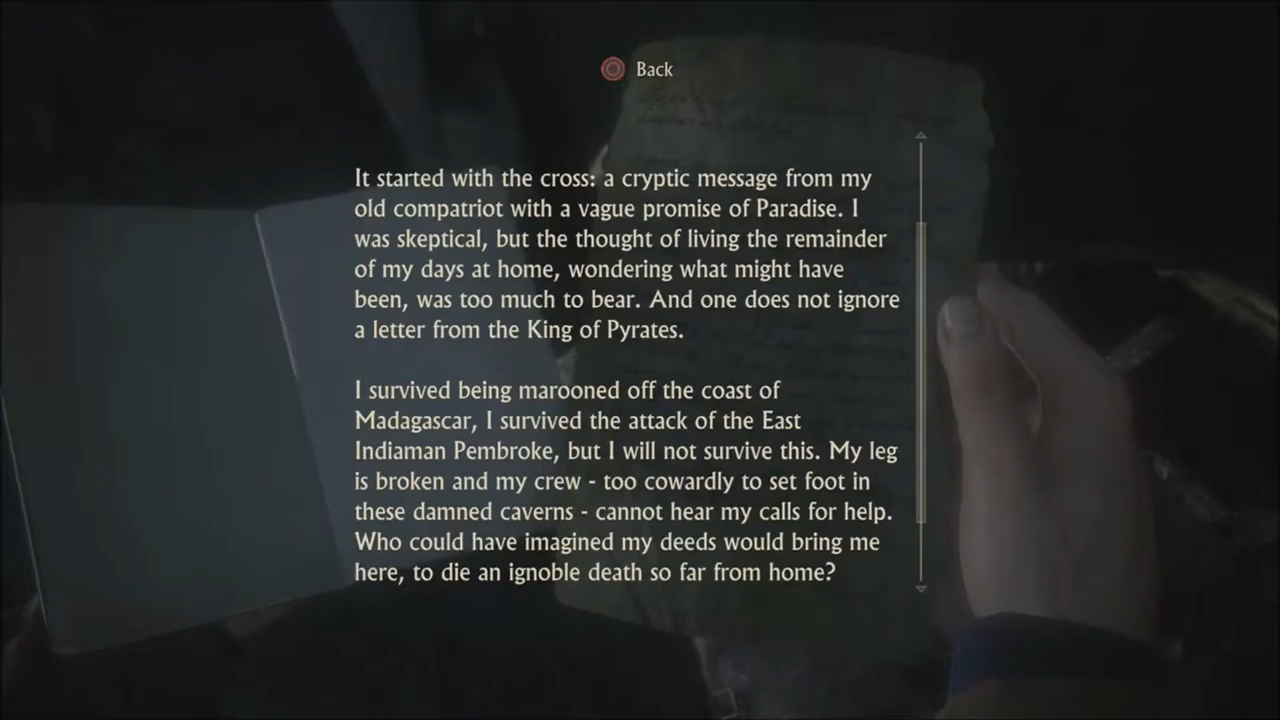 Back
It started with the cross: a cryptic message from my
old compatriot with a vague promise of Paradise. I
was skeptical, but the thought of living the remainder
of my days at home, wondering what might have
been, was too much to bear. And one does not ignore
a letter from the King of Pyrates.
I survived being marooned off the coast of
Madagascar, I survived the attack of the East
Indiaman Pembroke, but I will not survive this. My leg
is broken and my crew - too cowardly to set foot in
these damned caverns - cannot hear my calls for help.
Who could have imagined my deeds would bring me
here, to die an ignoble death so far from home?